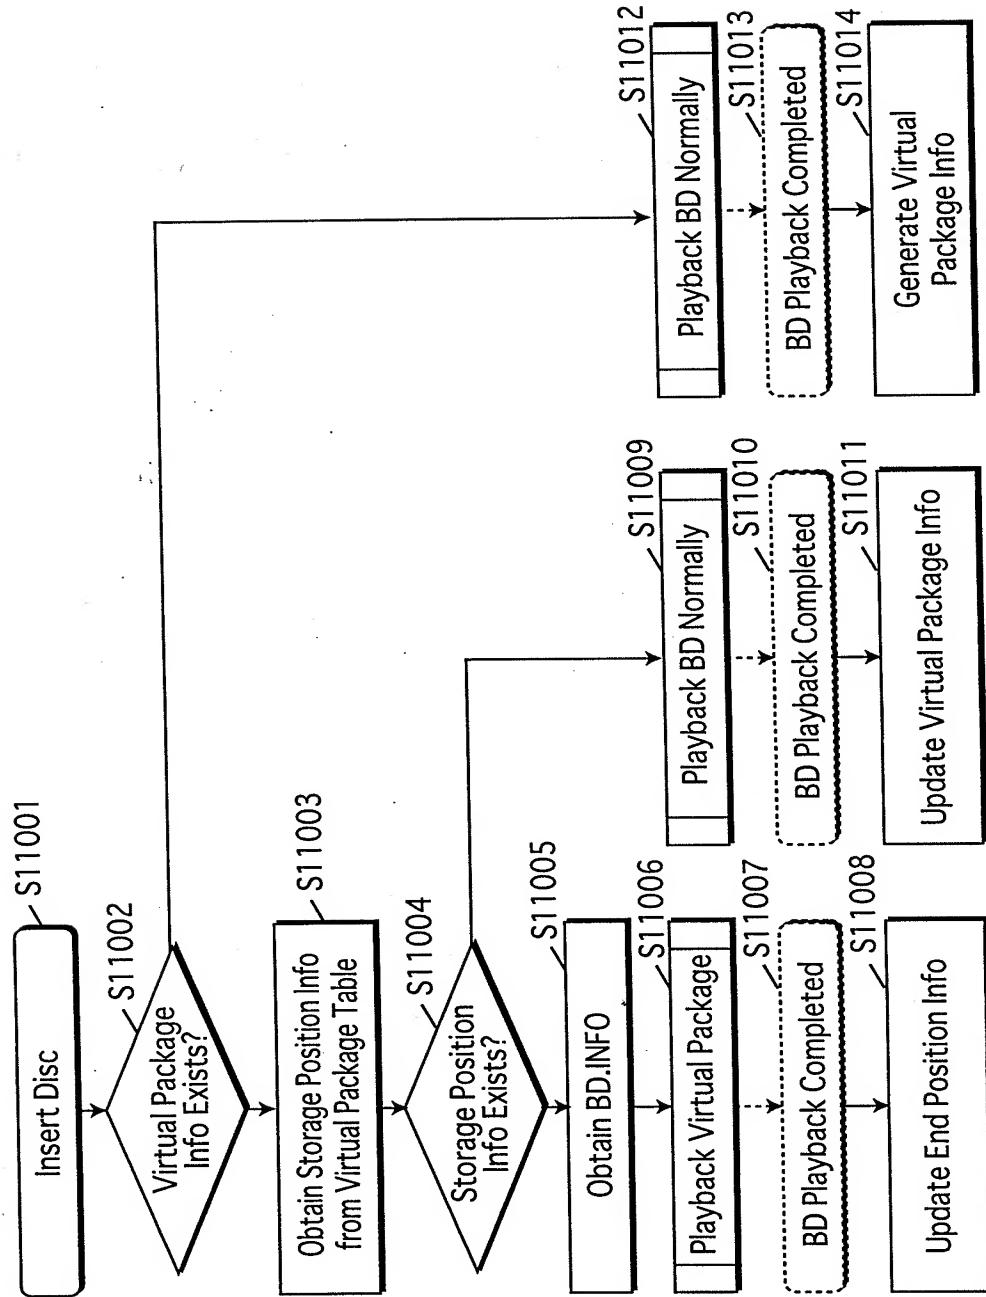 Insert Disc
S11001
Virtual Package
Info Exists?
S11002
Obtain Storage Position Info
from Virtual Package Table
S11003
Storage Position
Info Exists?
S11004
Obtain BD.INFO
S11005
Playback Virtual Package
S11006
BD Playback Completed
S11007
Update End Position Info
S11008
Playback BD Normally
S11009
BD Playback Completed
S11010
Update Virtual Package Info
S11011
Playback BD Normally
S11012
BD Playback Completed
S11013
Generate Virtual
Package Info
S11014